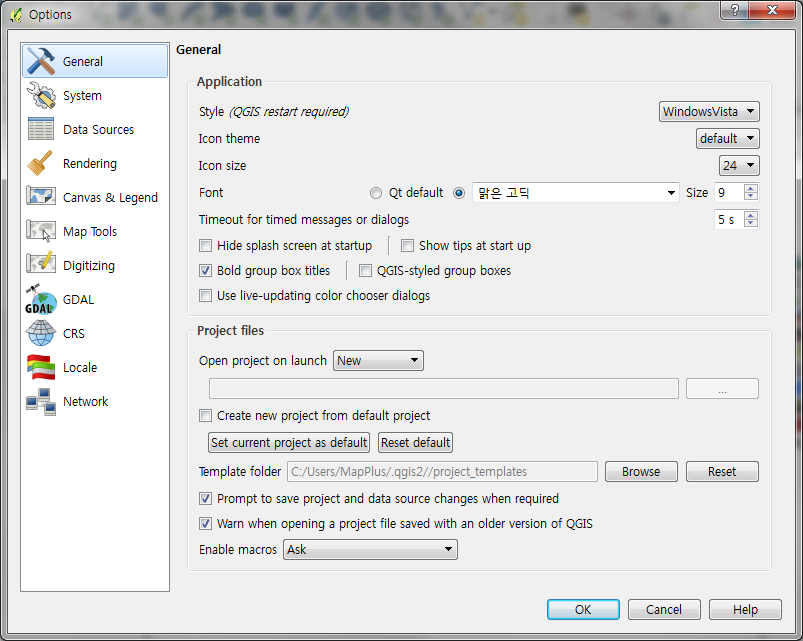 Options
?
X
General
System
Data Sources
Rendering
Canvas & Legend
Map Tools
Digitizing
GDAL
GDAL
CRS
Locale
Network
General
Application
Style (QGIS restart required) WindowsVista
Icon theme default
Icon size 24
Font Qt default 맑은 고딕 Size 9
Timeout for timed messages or dialogs 5 s
Hide splash screen at startup Show tips at start up
Bold group box titles QGIS-styled group boxes
Use live-updating color chooser dialogs
Project files
Open project on launch New
...
Create new project from default project
Set current project as default Reset default
Template folder C:/Users/MapPlus/.qgis2//project_templates Browse Reset
Prompt to save project and data source changes when required
Warn when opening a project file saved with an older version of QGIS
Enable macros Ask
OK Cancel Help